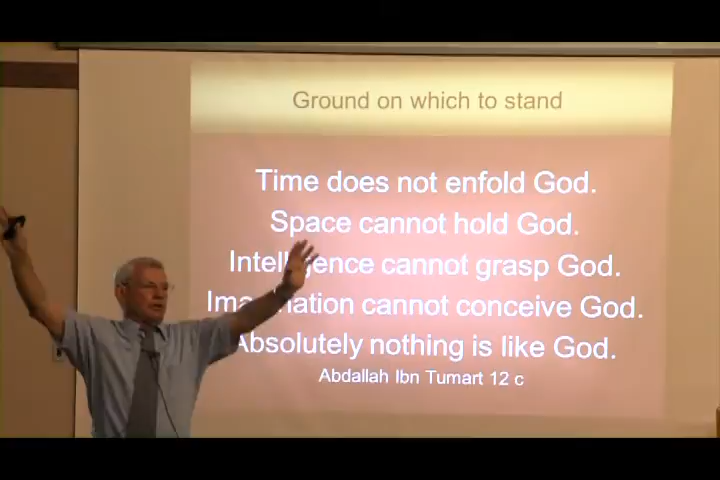 Ground on which to stand
Time does not enfold God.
Space cannot hold God.
Intelligence cannot grasp God.
Imagination cannot conceive God.
Absolutely nothing is like God.
Abdallah Ibn Tumart 12 c